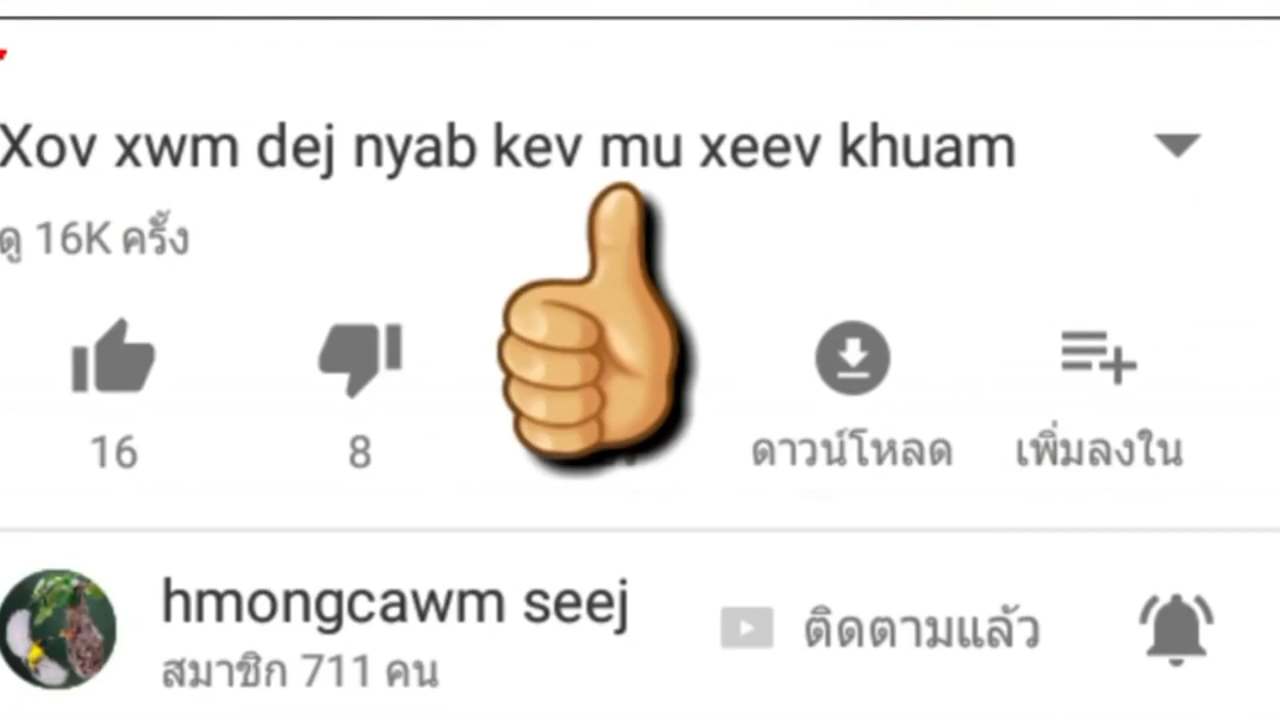 Xov xwm dej nyab kev mu xeev khuam
ดู 16K ครั้ง
16
8
ดาวน์โหลด
เพิ่มลงใน
hmongcawm seej
ติดตามแล้ว
สมาชิก 711 คน